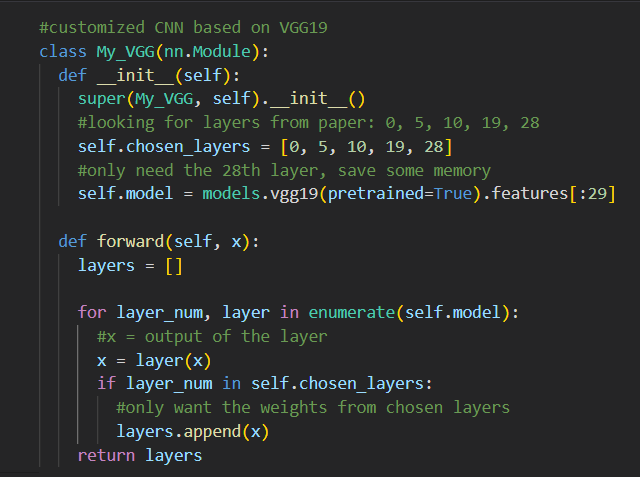 #customized CNN based on VGG19
class My_VGG(nn.Module):
  def __init__(self):
    super(My_VGG, self).__init__()
    #looking for layers from paper: 0, 5, 10, 19, 28
    self.chosen_layers = [0, 5, 10, 19, 28]
    #only need the 28th layer, save some memory
    self.model = models.vgg19(pretrained=True).features[:29]

  def forward(self, x):
    layers = []

    for layer_num, layer in enumerate(self.model):
      #x = output of the layer
      x = layer(x)
      if layer_num in self.chosen_layers:
        #only want the weights from chosen layers
        layers.append(x)
    return layers